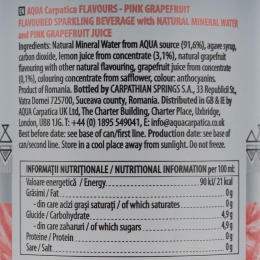 EN AQUA Carpatica FLAVOURS - PINK GRAPEFRUIT
FLAVOURED SPARKLING BEVERAGE with NATURAL MINERAL WATER
and PINK GRAPEFRUIT JUICE
Ingredients: Natural Mineral Water from AQUA source (91,6%), agave syrup,
carbon dioxide, lemon juice from concentrate (3,1%), natural grapefruit
flavouring with other natural flavouring, grapefruit juice from concentrate
(0,1%), colouring concentrate from safflower, colour: anthocyanins.
Product of Romania. Bottled by CARPATHIAN SPRINGS S.A., 33 Republicii St.,
Vatra Dornei 725700, Suceava county, Romania. Distributed in GB & IE by
AQUA Carpatica UK Ltd, The Charter Building, Charter Place, Uxbridge,
London, UB8 1JG. T: +44 (0) 1895 549041, E: info@aquacarpatica.co.uk
Best before date: see base of can/first line. Production date: see base of
can/second line. Store in a cool place away from sunlight. Do not freeze.
INFORMAȚII NUTRIȚIONALE / NUTRITIONAL INFORMATION per 100 ml:
Valoare energetică / Energy 90 kJ/ 21 kcal
Grăsimi / Fat 0 g
- din care acizi grași saturați / of which saturates 0 g
Glucide / Carbohydrate 4,9 g
- din care zaharuri / of which sugars 4,9 g
Proteine / Protein 0 g
Sare / Salt 0 g